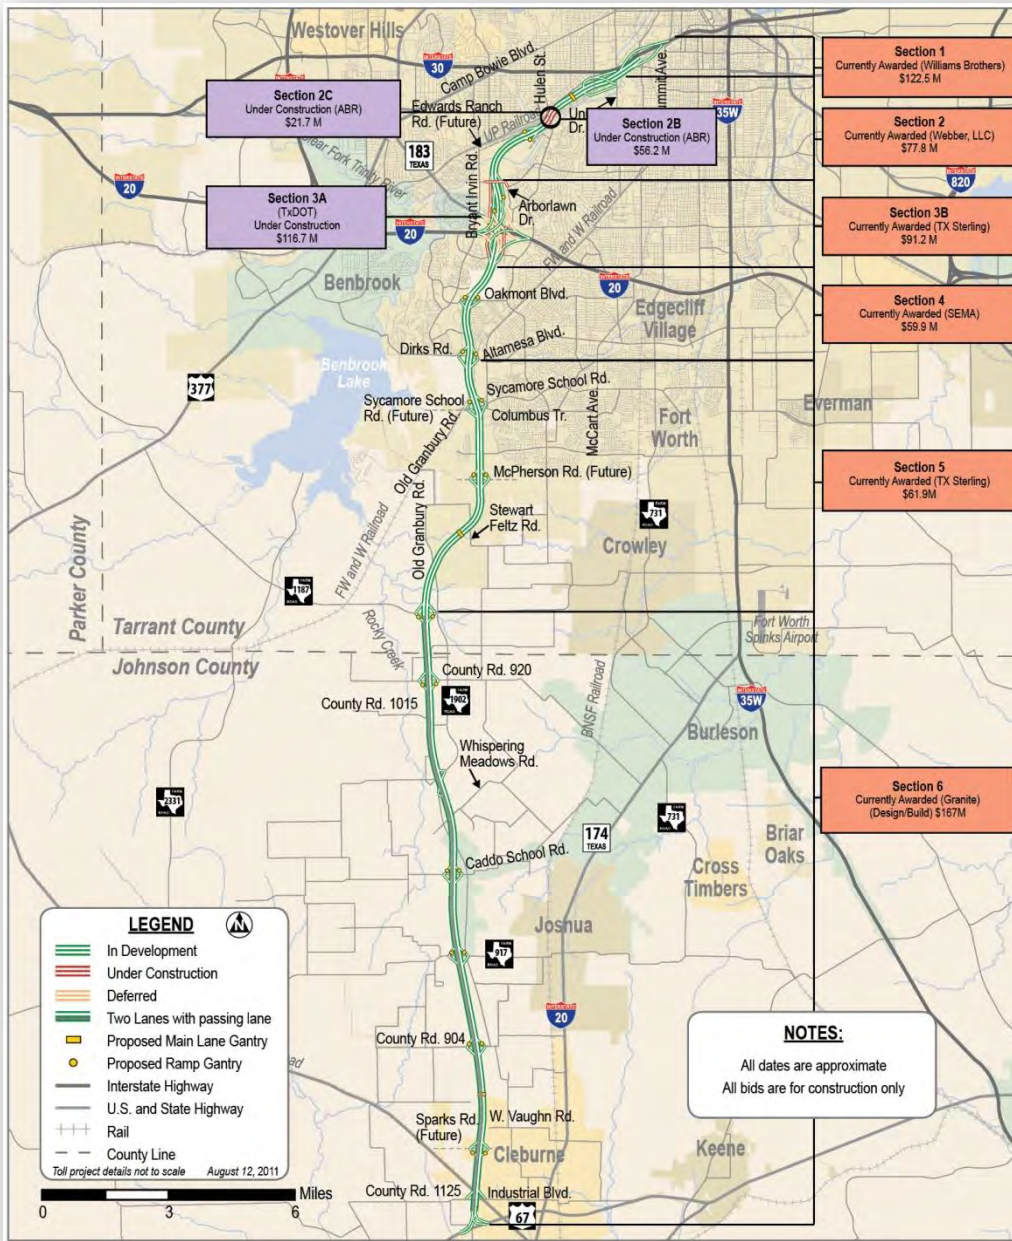 Westover Hills
INTERSTATE
30
Camp Bowie Blvd.
Hulen St.
Summit Ave.
Section 1
Currently Awarded (Williams Brothers)
$122.5 M
Section 2C
Under Construction (ABR)
$21.7 M
Edwards Ranch
Rd. (Future)
UP Railroad
Un
Dr.
Section 2B
Under Construction (ABR)
$56.2 M
35W
Section 2
Currently Awarded (Webber, LLC)
$77.8 M
183
TEXAS
Clear Fork Trinity River
20
820
Section 3A
(TxDOT)
Under Construction
$116.7 M
Bryant Irvin Rd.
Arborlawn
Dr.
FW and W Railroad
Section 3B
Currently Awarded (TX Sterling)
$91.2 M
20
Benbrook
20
Oakmont Blvd.
Edgecliff
Village
Section 4
Currently Awarded (SEMA)
$59.9 M
Dirks Rd.
Altamesa Blvd.
Benbrook
Lake
377
Sycamore School
Rd. (Future)
Sycamore School Rd.
Columbus Tr.
McCart Ave.
Fort
Worth
Everman
Old Granbury Rd.
McPherson Rd. (Future)
Section 5
Currently Awarded (TX Sterling)
$61.9M
Old Granbury Rd.
Stewart
Feltz Rd.
731
Crowley
FW and W Railroad
Parker County
1187
Rocky Creek
Fort Worth
Spinks Airport
Tarrant County
Johnson County
County Rd. 920
County Rd. 1015
1902
BNSF Railroad
35W
Burleson
Whispering
Meadows Rd.
Section 6
Currently Awarded (Granite)
(Design/Build) $167M
2331
731
174
TEXAS
Briar
Oaks
Caddo School Rd.
Cross
Timbers
Joshua
917
20
County Rd. 904
Sparks Rd.
(Future)
W. Vaughn Rd.
Cleburne
Keene
County Rd. 1125
Industrial Blvd.
67
LEGEND
N
In Development
Under Construction
Deferred
Two Lanes with passing lane
Proposed Main Lane Gantry
Proposed Ramp Gantry
Interstate Highway
U.S. and State Highway
Rail
County Line
Toll project details not to scale August 12, 2011
Miles
0 3 6
NOTES:
All dates are approximate
All bids are for construction only